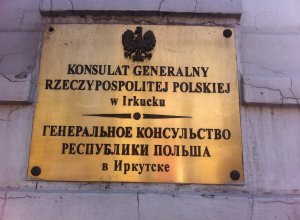 KONSULAT GENERALNY
RZECZYPOSPOLITEJ POLSKIEJ
w Irkucku
ГЕНЕРАЛЬНОЕ КОНСУЛЬСТВО
РЕСПУБЛИКИ ПОЛЬША
в Иркутске